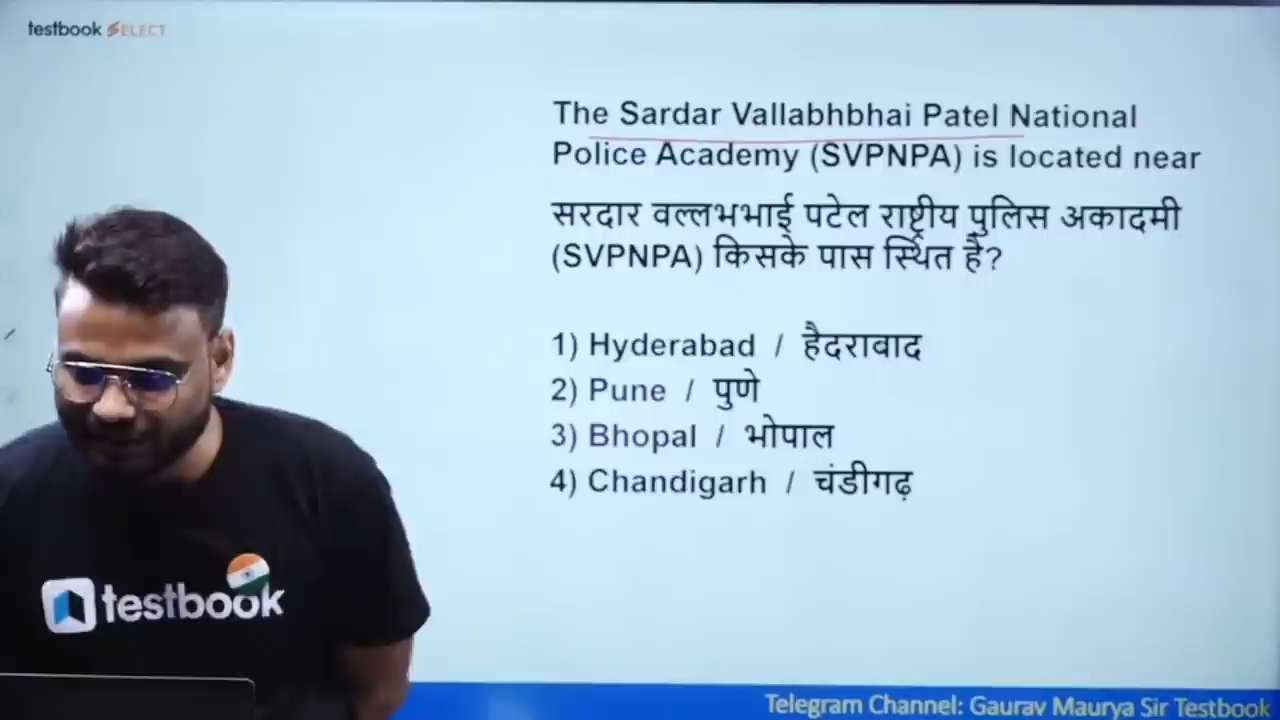 testbook SELECT
The Sardar Vallabhbhai Patel National
Police Academy (SVPNPA) is located near
सरदार वल्लभभाई पटेल राष्ट्रीय पुलिस अकादमी
(SVPNPA) किसके पास स्थित है?
1) Hyderabad / हैदराबाद
2) Pune / पुणे
3) Bhopal / भोपाल
4) Chandigarh / चंडीगढ़
testbook
Telegram Channel: Gaurav Maurya Sir Testbook